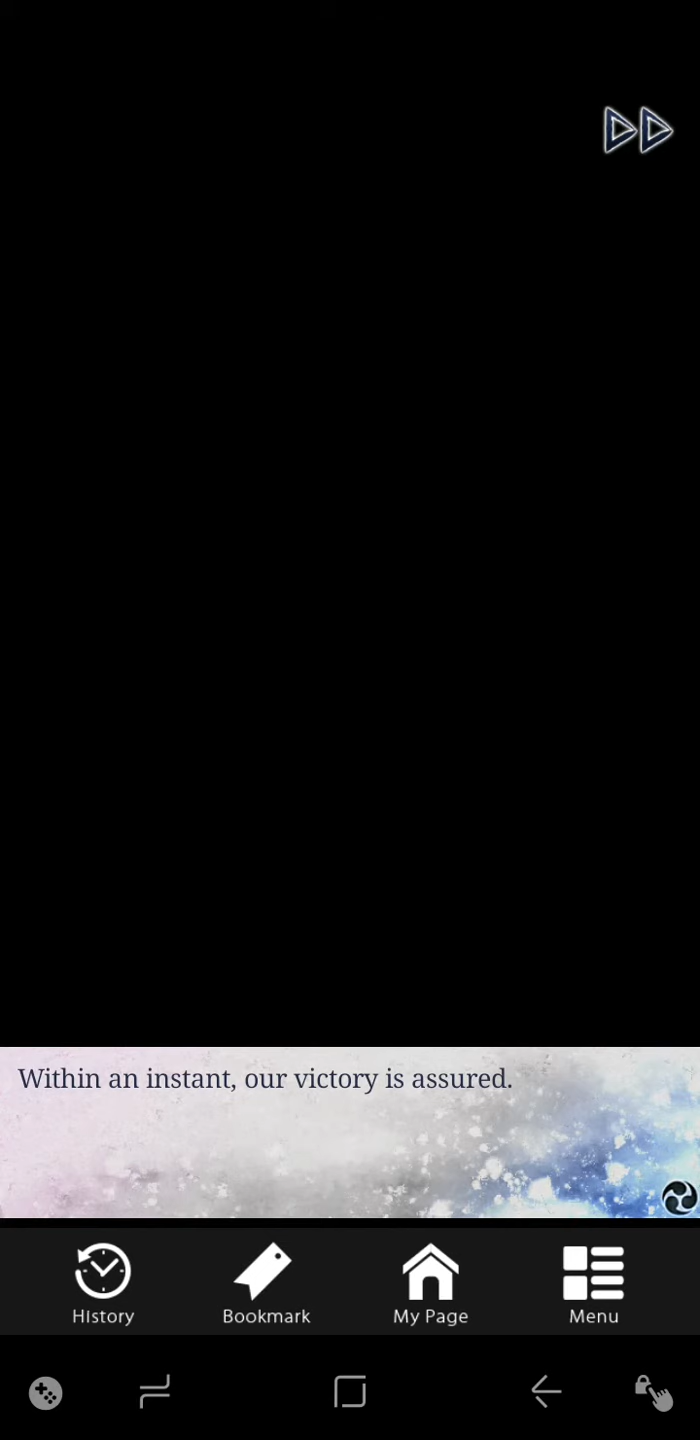 Within an instant, our victory is assured.
History
Bookmark
My Page
Menu